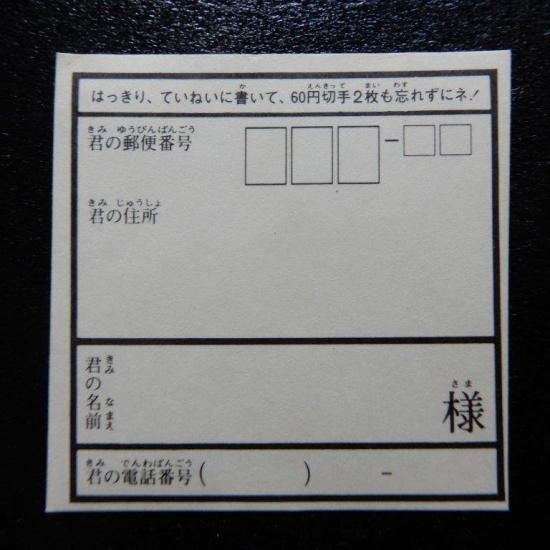 はっきり、ていねいに書いて、60円切手2枚も忘れずにネ!
君の郵便番号 -
君の住所
君の名前
様
君の電話番号( ) -